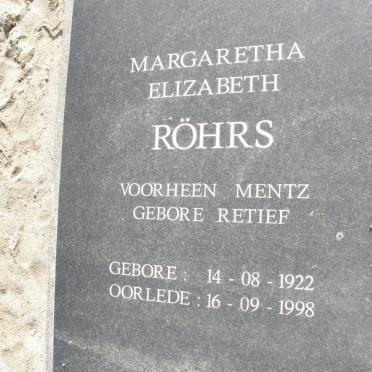 MARGARETHA
ELIZABETH
RÖHRS
VOORHEEN MENTZ
GEBORE RETIEF
GEBORE : 14 - 08 - 1922
OORLEDE : 16 - 09 - 1998